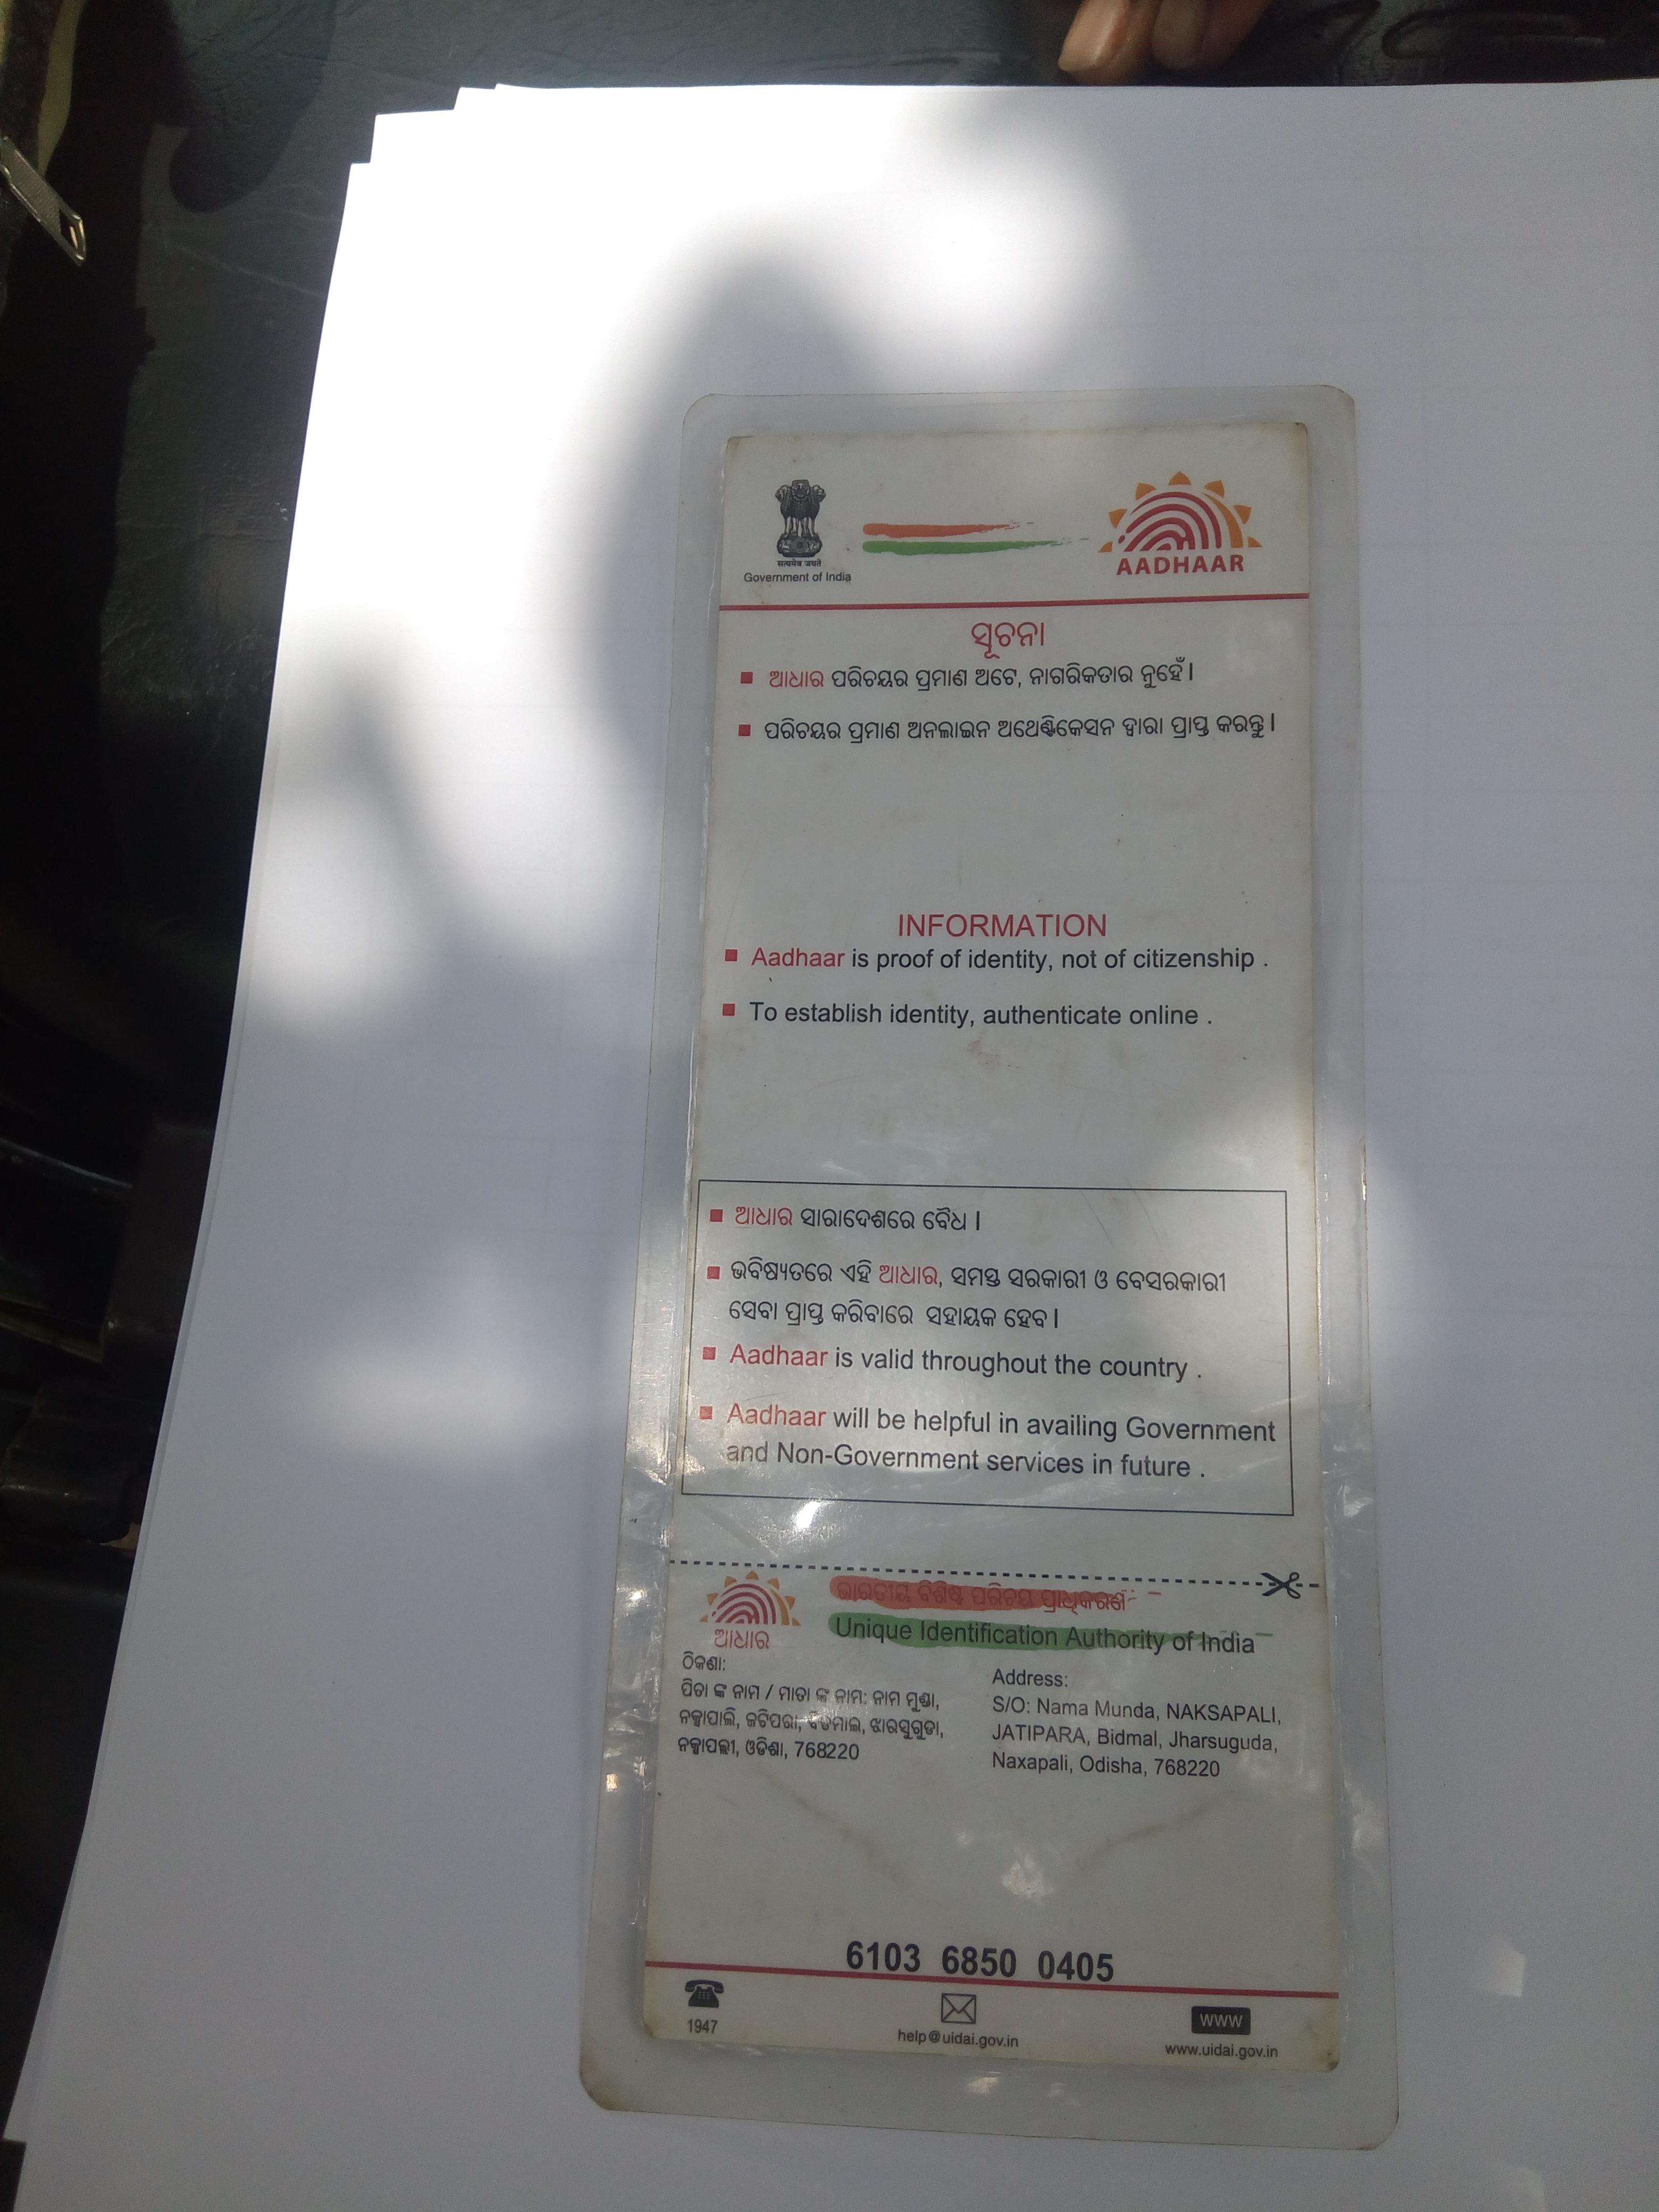 सत्यमेव जयते
Government of India
AADHAAR
ସୂଚନା
ଆଧାର ପରିଚୟର ପ୍ରମାଣ ଅଟେ, ନାଗରିକତାର ନୁହେଁ ।
ପରିଚୟର ପ୍ରମାଣ ଅନଲାଇନ ଅଥେଣ୍ଟିକେସନ ଦ୍ୱାରା ପ୍ରାପ୍ତ କରନ୍ତୁ ।
INFORMATION
Aadhaar is proof of identity, not of citizenship .
To establish identity, authenticate online .
ଆଧାର ସାରାଦେଶରେ ବୈଧ ।
ଭବିଷ୍ୟତରେ ଏହି ଆଧାର, ସମସ୍ତ ସରକାରୀ ଓ ବେସରକାରୀ
ସେବା ପ୍ରାପ୍ତ କରିବାରେ ସହାୟକ ହେବ ।
Aadhaar is valid throughout the country .
Aadhaar will be helpful in availing Government
and Non-Government services in future .
ଭାରତୀୟ ବିଶିଷ୍ଟ ପରିଚୟ ପ୍ରାଧିକରଣ
Unique Identification Authority of India
ଆଧାର
ଠିକଣା:
ପିତା ଙ୍କ ନାମ / ମାତା ଙ୍କ ନାମ: ନାମ ମୁଣ୍ଡା,
ନକ୍ସାପାଲି, ଜଟିପରା, ବିଡମାଲ, ଝାରସୁଗୁଡା,
ନକ୍ସାପଲ୍ଲୀ, ଓଡିଶା, 768220
Address:
S/O: Nama Munda, NAKSAPALI,
JATIPARA, Bidmal, Jharsuguda,
Naxapali, Odisha, 768220
6103 6850 0405
1947
help@uidai.gov.in
www
www.uidai.gov.in